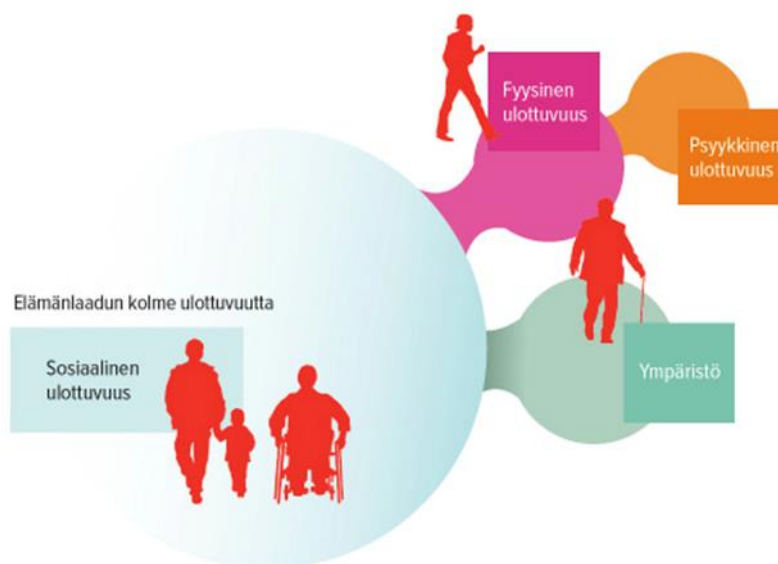 Fyysinen
ulottuvuus
Psyykkinen
ulottuvuus
Elämänlaadun kolme ulottuvuutta
Sosiaalinen
ulottuvuus
Ympäristö